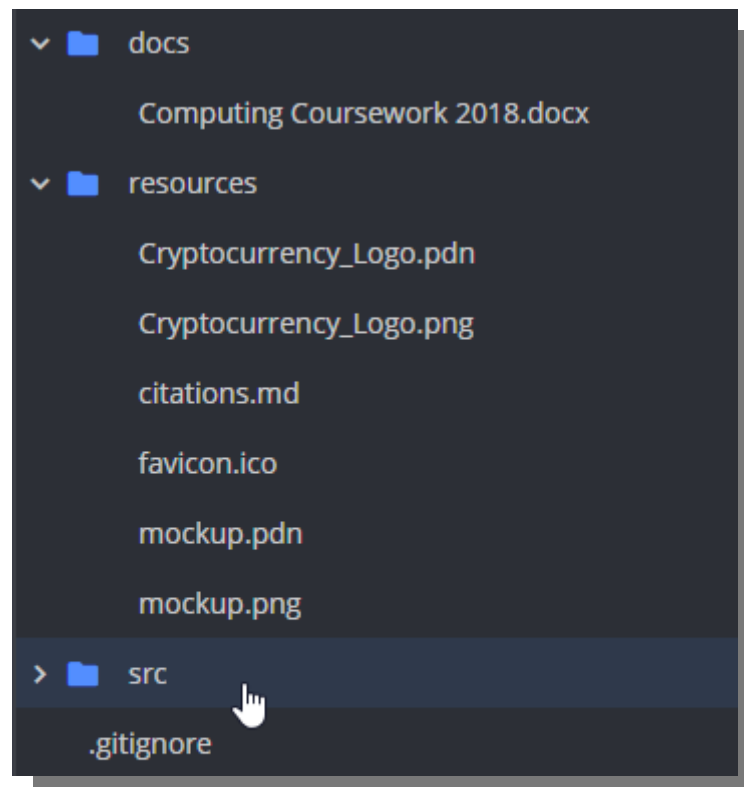 docs
Computing Coursework 2018.docx
resources
Cryptocurrency_Logo.pdn
Cryptocurrency_Logo.png
citations.md
favicon.ico
mockup.pdn
mockup.png
src
.gitignore